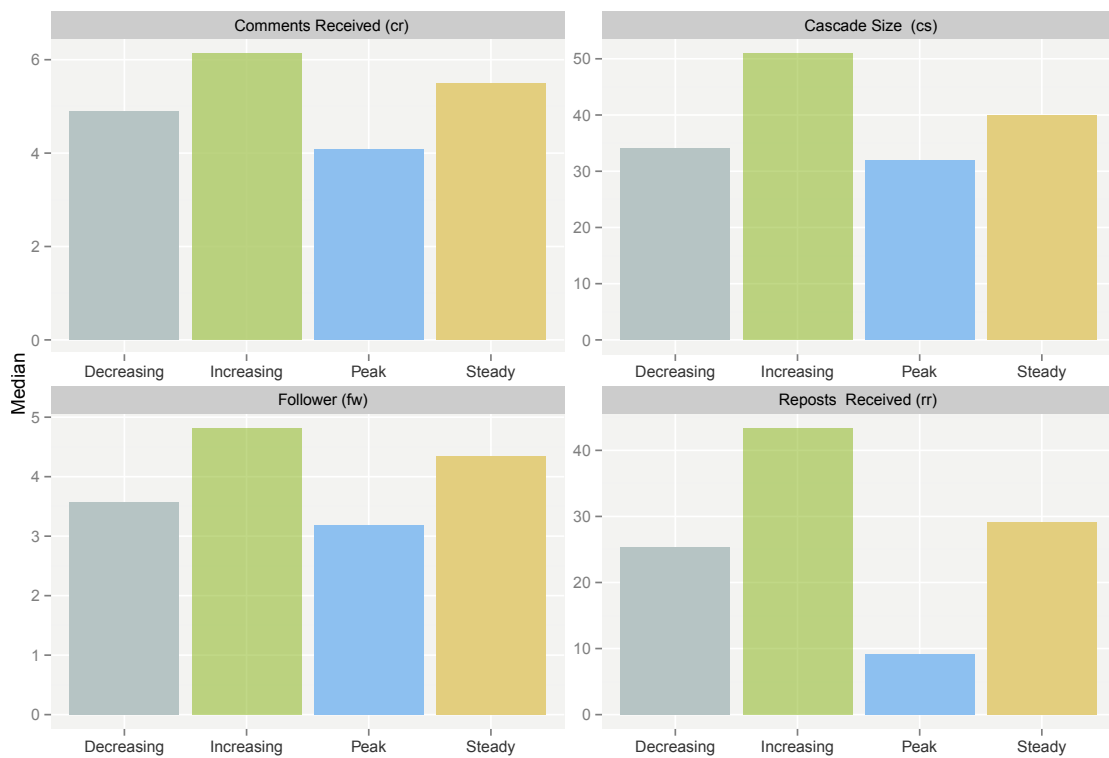 Comments Received (cr)
6
4
2
0
Decreasing Increasing Peak Steady
Cascade Size (cs)
50
40
30
20
10
0
Decreasing Increasing Peak Steady
Median
Follower (fw)
5
4
3
2
1
0
Decreasing Increasing Peak Steady
Reposts Received (rr)
40
30
20
10
0
Decreasing Increasing Peak Steady